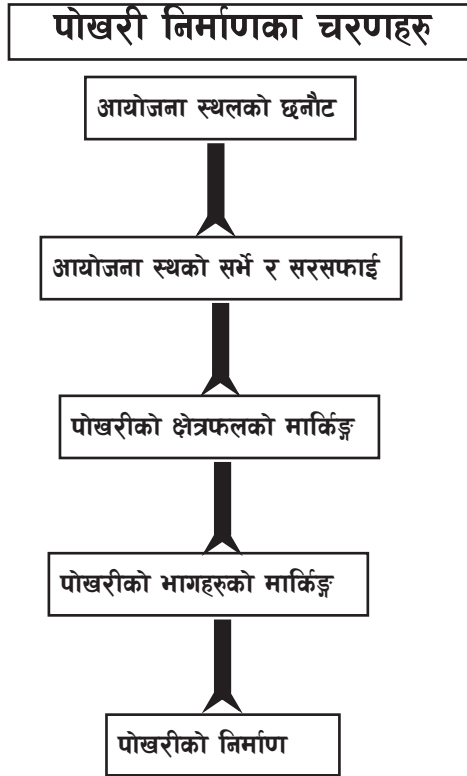 पोखरी निर्माणका चरणहरु
आयोजना स्थलको छनौट
आयोजना स्थको सर्भे र सरसफाई
पोखरीको क्षेत्रफलको मार्किङ्ग
पोखरीको भागहरुको मार्किङ्ग
पोखरीको निर्माण